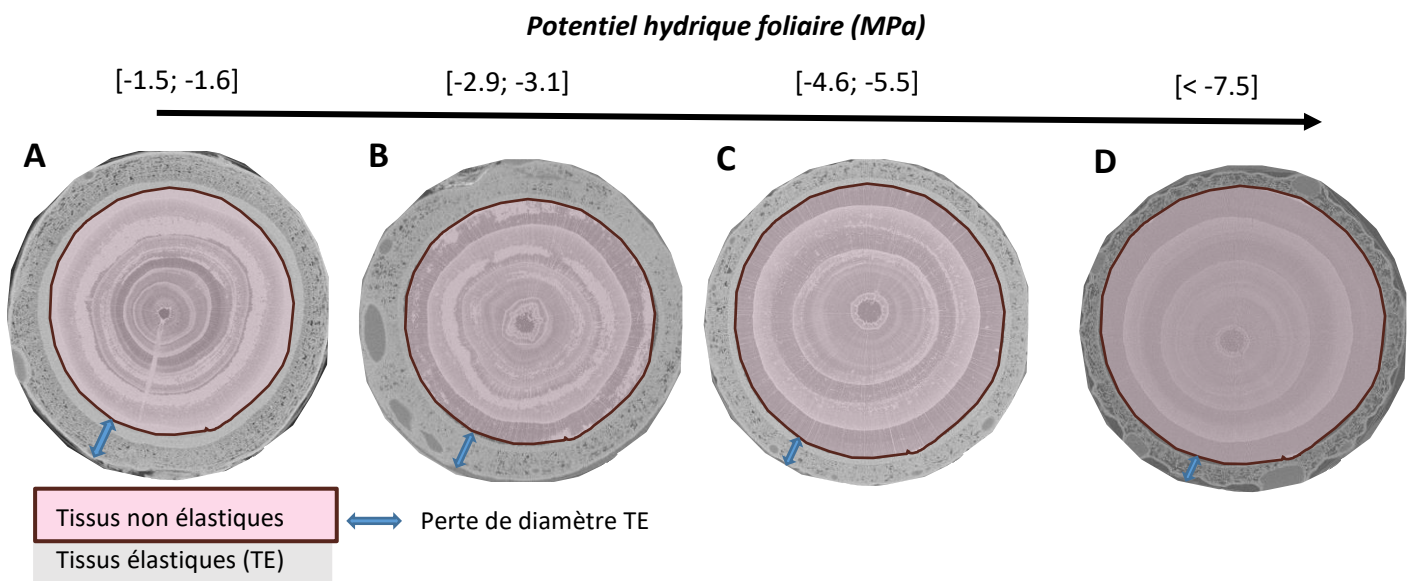 Potentiel hydrique foliaire (MPa)
[-1.5; -1.6] [-2.9; -3.1] [-4.6; -5.5] [< -7.5]
A B C D
Tissus non élastiques
Perte de diamètre TE
Tissus élastiques (TE)